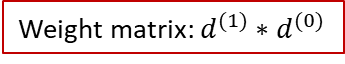 Weight matrix: $d^{(1)} * d^{(0)}$